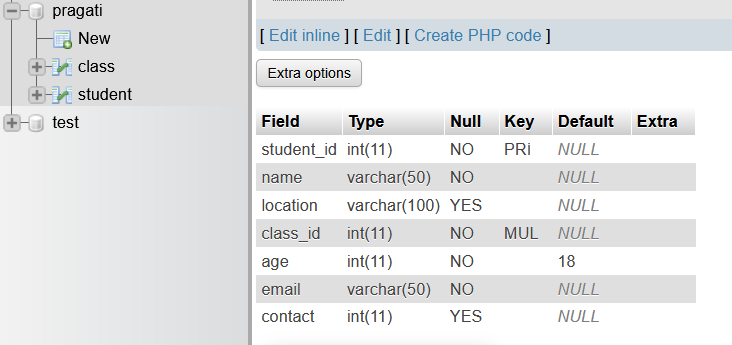 pragati
New
class
student
test
[ Edit inline ] [ Edit ] [ Create PHP code ]
Extra options
Field Type Null Key Default Extra
student_id int(11) NO PRi NULL
name varchar(50) NO NULL
location varchar(100) YES NULL
class_id int(11) NO MUL NULL
age int(11) NO 18
email varchar(50) NO NULL
contact int(11) YES NULL